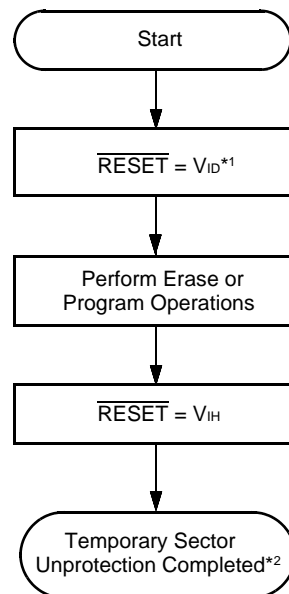 Start
RESET = VID*1
Perform Erase or
Program Operations
RESET = VIH
Temporary Sector
Unprotection Completed*2